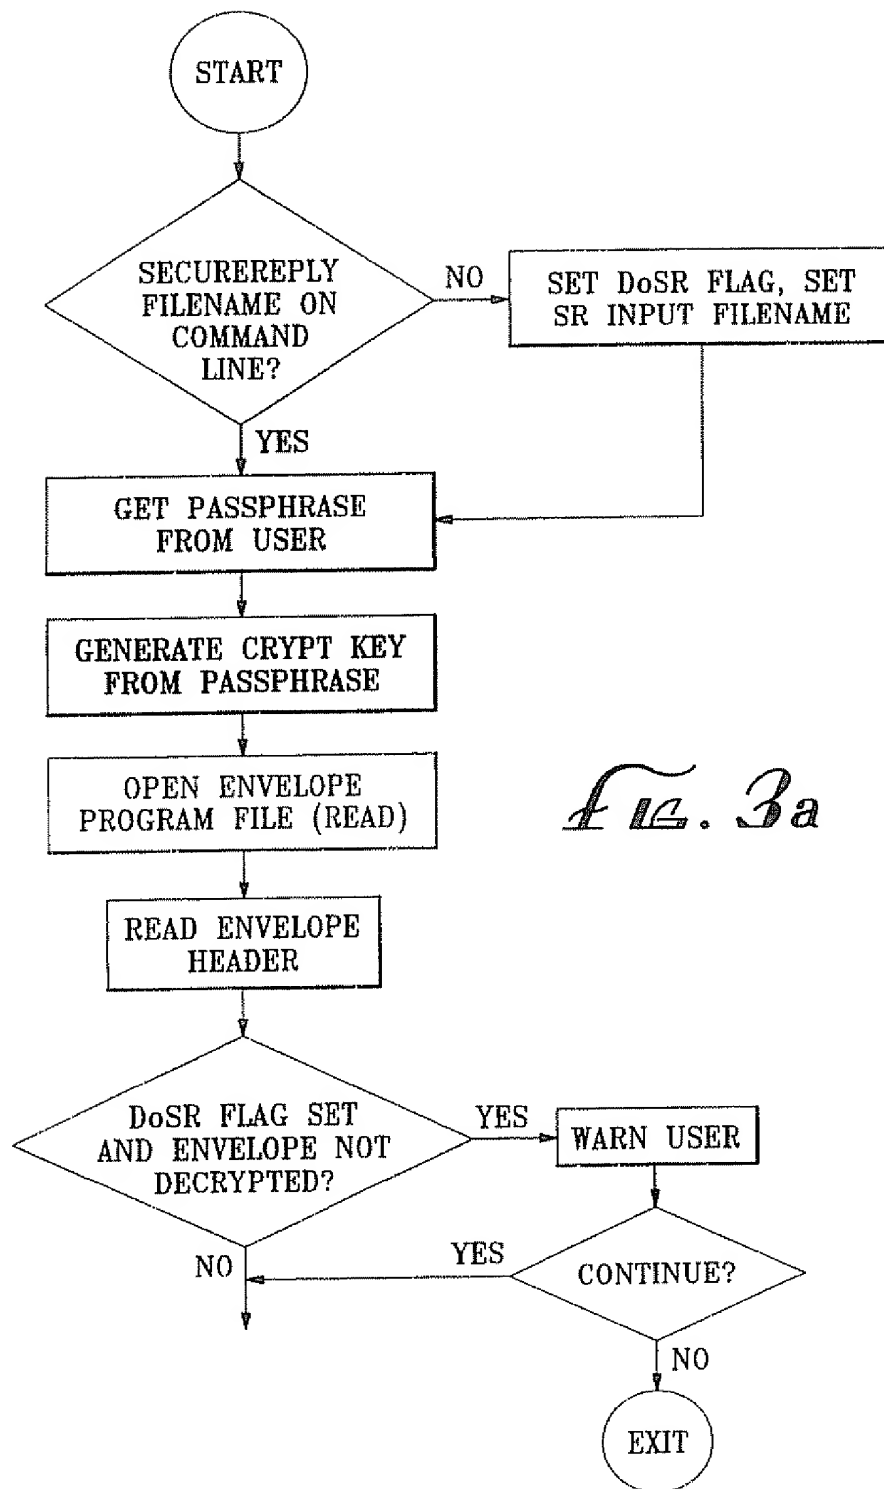 START
SECUREREPLY
FILENAME ON
COMMAND
LINE?
NO
SET DoSR FLAG, SET
SR INPUT FILENAME
YES
GET PASSPHRASE
FROM USER
GENERATE CRYPT KEY
FROM PASSPHRASE
OPEN ENVELOPE
PROGRAM FILE (READ)
FIG. 3a
READ ENVELOPE
HEADER
DoSR FLAG SET
AND ENVELOPE NOT
DECRYPTED?
YES
WARN USER
NO
YES
CONTINUE?
NO
EXIT